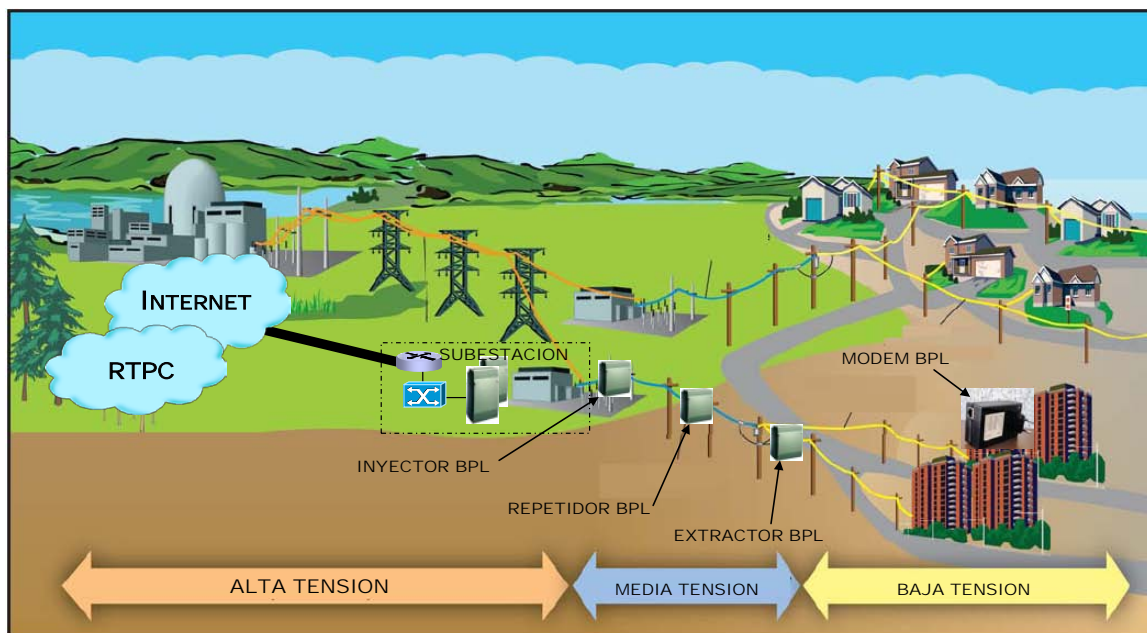 INTERNET
RTPC
SUBESTACION
MODEM BPL
INYECTOR BPL
REPETIDOR BPL
EXTRACTOR BPL
ALTA TENSION
MEDIA TENSION
BAJA TENSION